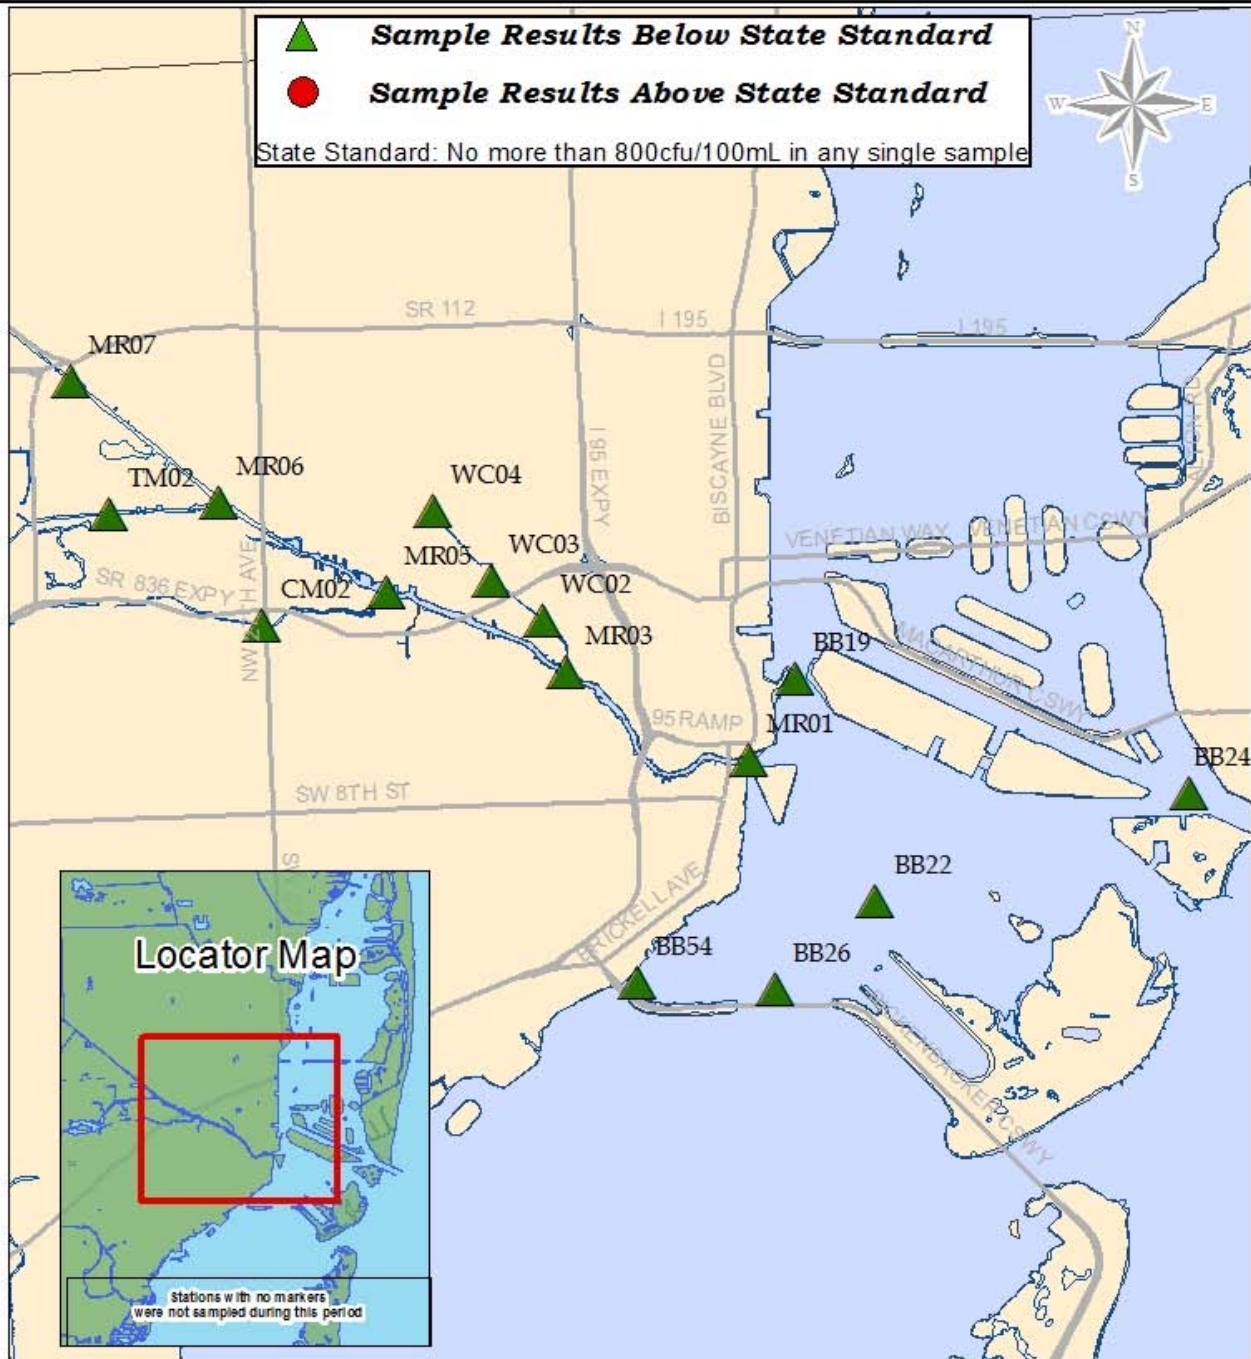 Sample Results Below State Standard
Sample Results Above State Standard
State Standard: No more than 800cfu/100mL in any single sample
N
W
E
S
SR 112
I 195
I 195
MR07
BISCAYNE BLVD
ALTON RD
I 95 EXPY
TM02
MR06
WC04
VENETIAN WAY
VENETIAN CSWY
MR05
WC03
SR 836 EXPY
NW 27TH AVE
CM02
WC02
MR03
BB19
MACARTHUR CSWY
95 RAMP
MR01
BB24
SW 8TH ST
BB22
BRICKELL AVE
BB54
BB26
RICKENBACKER CSWY
Locator Map
Stations with no markers
were not sampled during this period